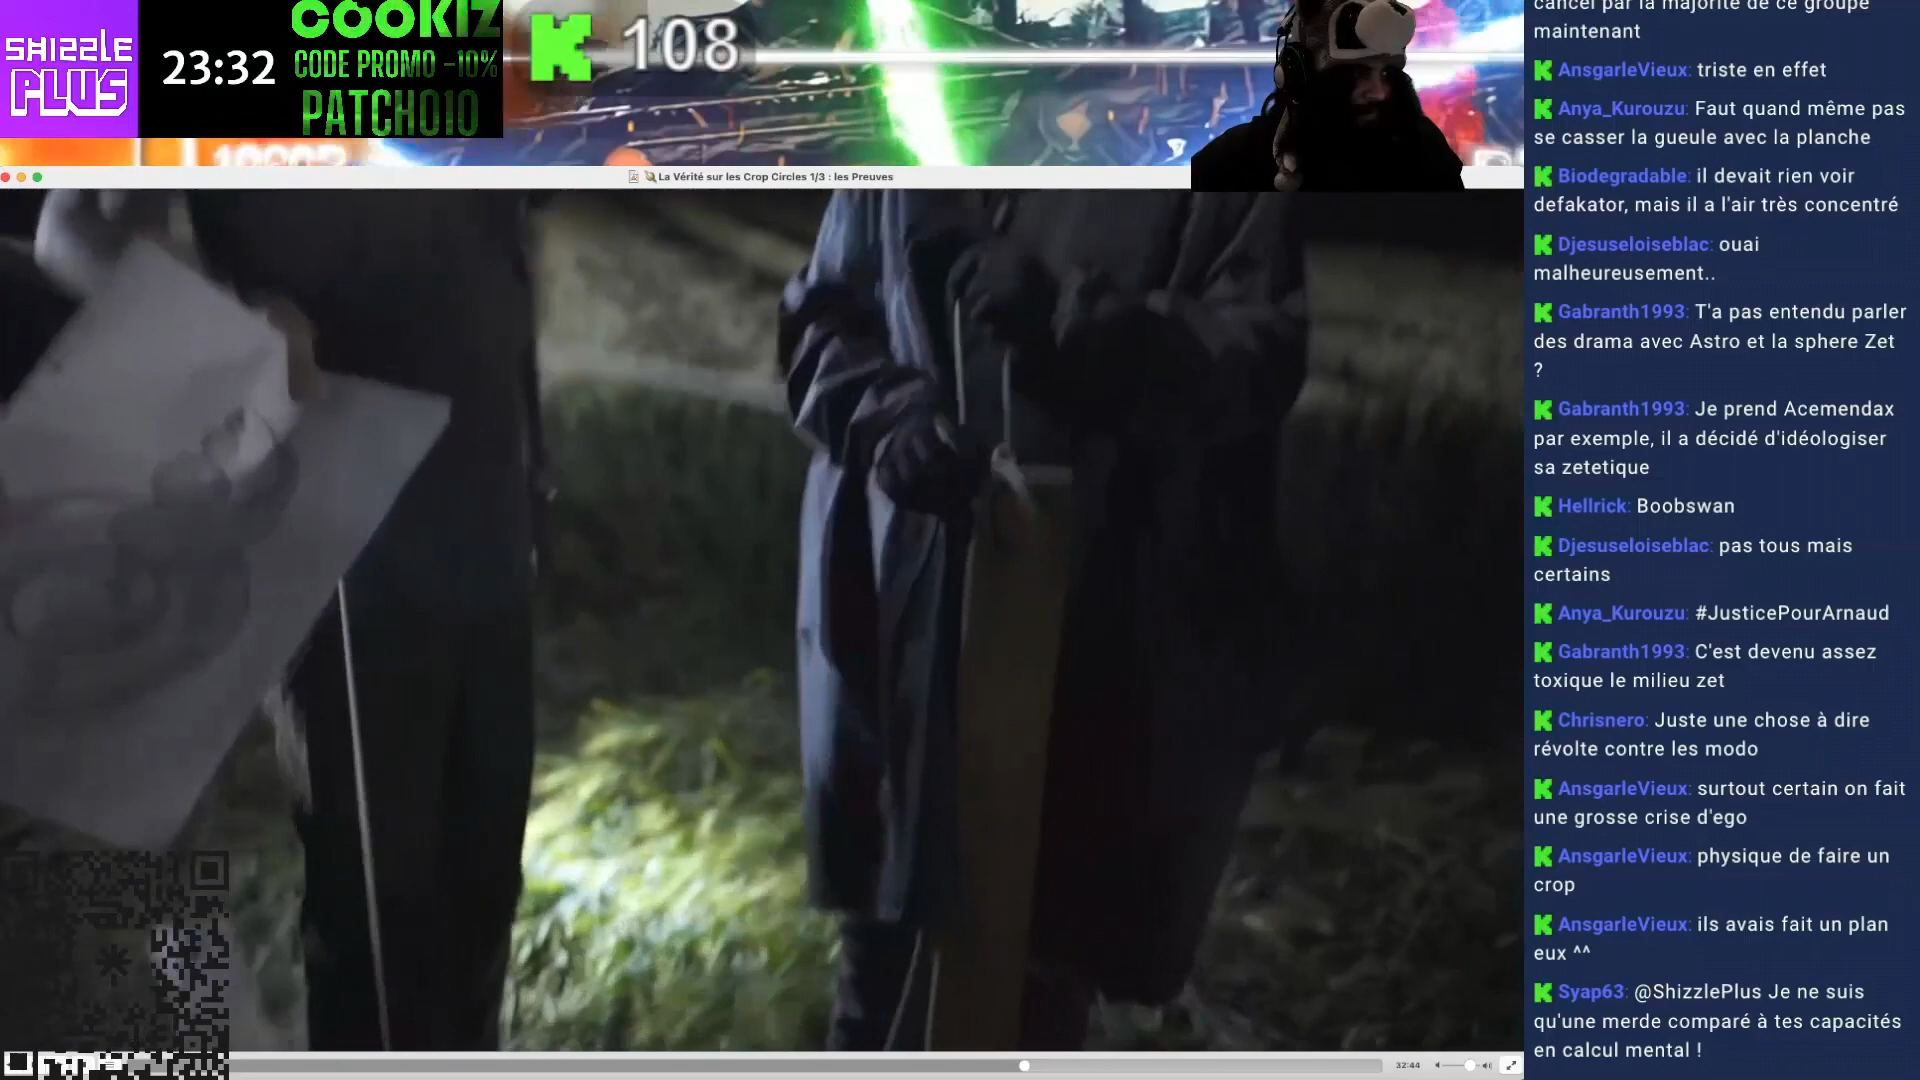 SHIZZLE
PLUS
23:32
COOKIZ
CODE PROMO -10%
PATCHO10
108
La Vérité sur les Crop Circles 1/3 : les Preuves
32:44
cancel par la majorité de ce groupe
maintenant
AnsgarleVieux: triste en effet
Anya_Kurouzu: Faut quand même pas
se casser la gueule avec la planche
Biodegradable: il devait rien voir
defakator, mais il a l'air très concentré
Djesuseloiseblac: ouai
malheureusement..
Gabranth1993: T'a pas entendu parler
des drama avec Astro et la sphere Zet
?
Gabranth1993: Je prend Acemendax
par exemple, il a décidé d'idéologiser
sa zetetique
Hellrick: Boobswan
Djesuseloiseblac: pas tous mais
certains
Anya_Kurouzu: #JusticePourArnaud
Gabranth1993: C'est devenu assez
toxique le milieu zet
Chrisnero: Juste une chose à dire
révolte contre les modo
AnsgarleVieux: surtout certain on fait
une grosse crise d'ego
AnsgarleVieux: physique de faire un
crop
AnsgarleVieux: ils avais fait un plan
eux ^^
Syap63: @ShizzlePlus Je ne suis
qu'une merde comparé à tes capacités
en calcul mental !